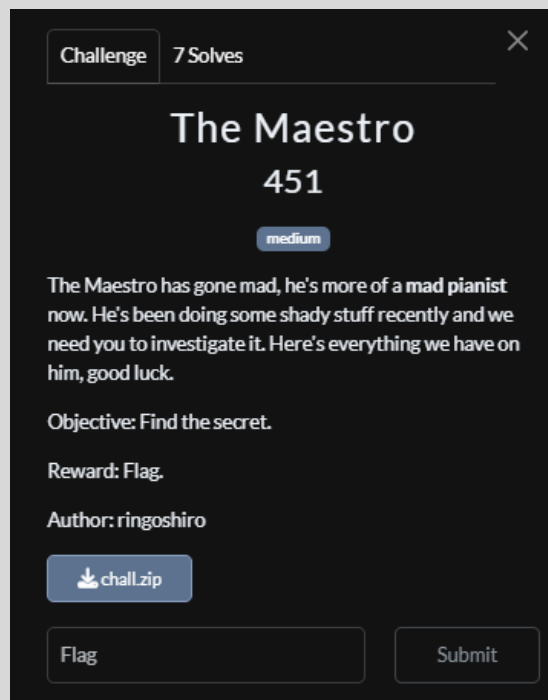 Challenge 7 Solves
The Maestro
451
medium
The Maestro has gone mad, he's more of a mad pianist
now. He's been doing some shady stuff recently and we
need you to investigate it. Here's everything we have on
him, good luck.
Objective: Find the secret.
Reward: Flag.
Author: ringoshiro
chall.zip
Flag Submit